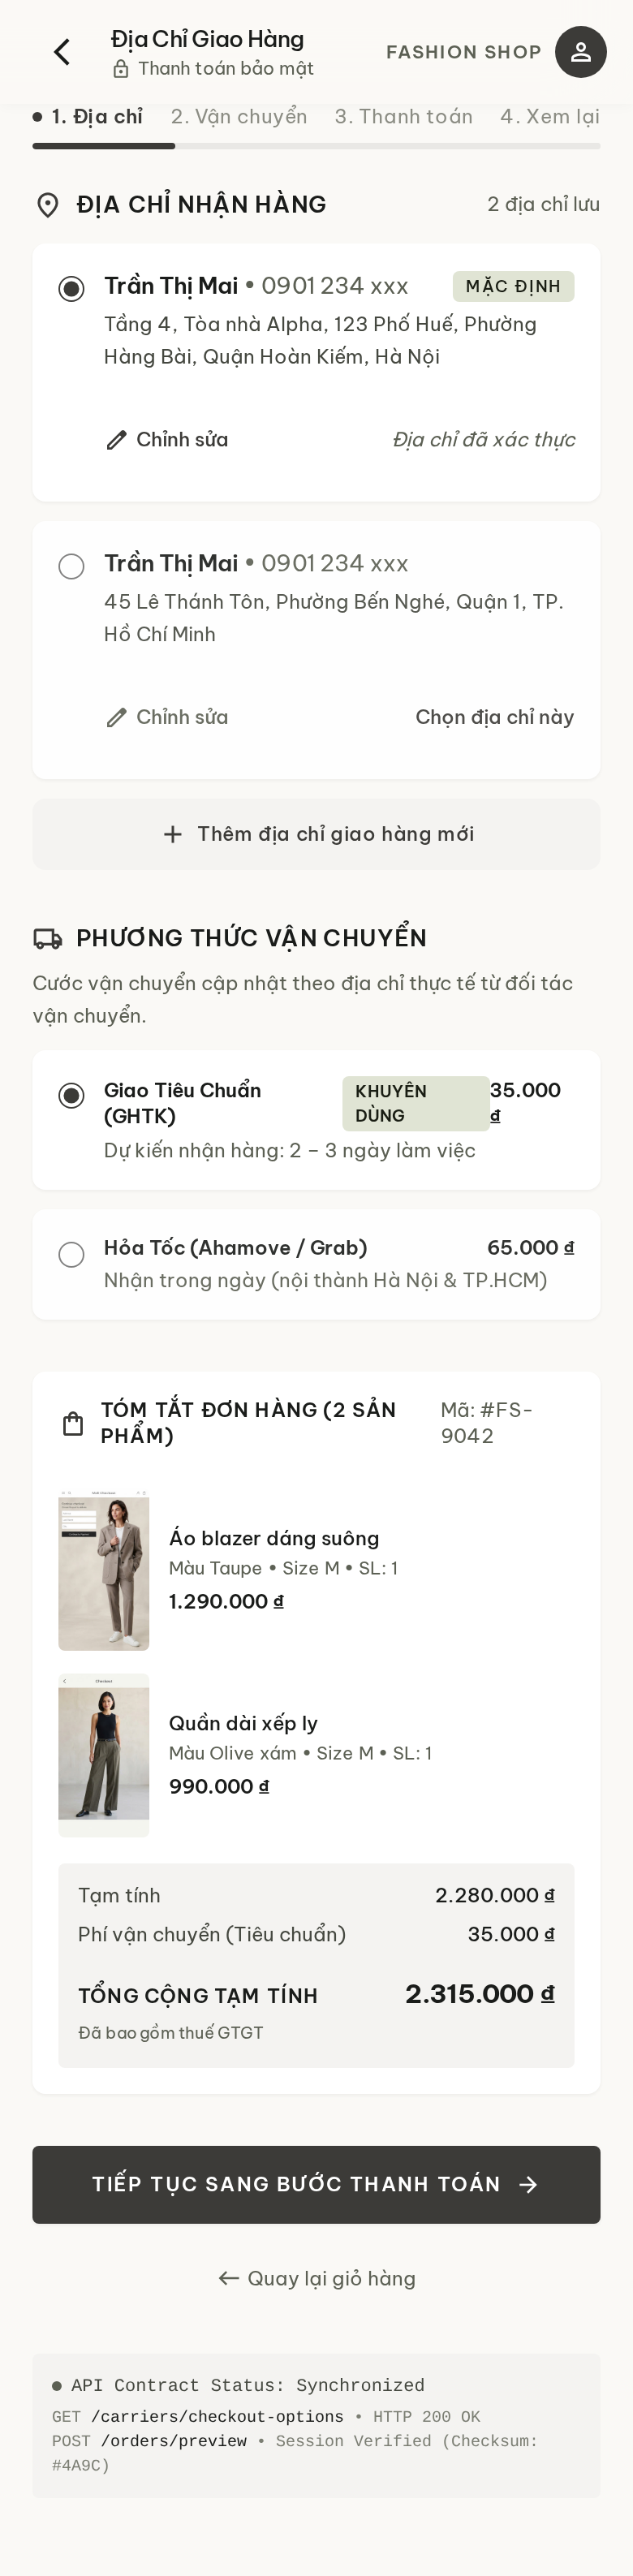 Địa Chỉ Giao Hàng
Thanh toán bảo mật
FASHION SHOP
1. Địa chỉ
2. Vận chuyển
3. Thanh toán
4. Xem lại
ĐỊA CHỈ NHẬN HÀNG
2 địa chỉ lưu
Trần Thị Mai • 0901 234 xxx
MẶC ĐỊNH
Tầng 4, Tòa nhà Alpha, 123 Phố Huế, Phường
Hàng Bài, Quận Hoàn Kiếm, Hà Nội
Chỉnh sửa
Địa chỉ đã xác thực
Trần Thị Mai • 0901 234 xxx
45 Lê Thánh Tôn, Phường Bến Nghé, Quận 1, TP.
Hồ Chí Minh
Chỉnh sửa
Chọn địa chỉ này
Thêm địa chỉ giao hàng mới
PHƯƠNG THỨC VẬN CHUYỂN
Cước vận chuyển cập nhật theo địa chỉ thực tế từ đối tác
vận chuyển.
Giao Tiêu Chuẩn
(GHTK)
KHUYÊN
DÙNG
35.000
₫
Dự kiến nhận hàng: 2 – 3 ngày làm việc
Hỏa Tốc (Ahamove / Grab)
65.000 ₫
Nhận trong ngày (nội thành Hà Nội & TP.HCM)
TÓM TẮT ĐƠN HÀNG (2 SẢN
PHẨM)
Mã: #FS-
9042
Áo blazer dáng suông
Màu Taupe • Size M • SL: 1
1.290.000 ₫
Checkout
Quần dài xếp ly
Màu Olive xám • Size M • SL: 1
990.000 ₫
Tạm tính
2.280.000 ₫
Phí vận chuyển (Tiêu chuẩn)
35.000 ₫
TỔNG CỘNG TẠM TÍNH
2.315.000 ₫
Đã bao gồm thuế GTGT
TIẾP TỤC SANG BƯỚC THANH TOÁN →
← Quay lại giỏ hàng
● API Contract Status: Synchronized
GET /carriers/checkout-options • HTTP 200 OK
POST /orders/preview • Session Verified (Checksum:
#4A9C)